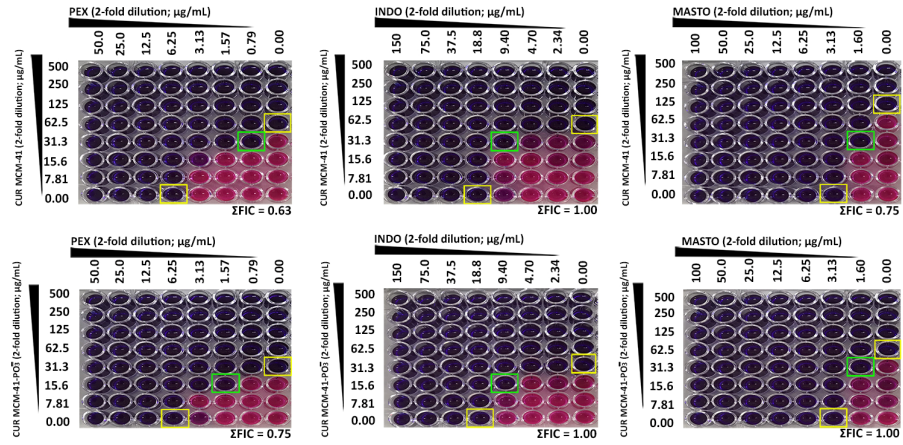 PEX (2-fold dilution; µg/mL)
50.0 25.0 12.5 6.25 3.13 1.57 0.79 0.00
CUR MCM-41 (2-fold dilution; µg/mL)
500
250
125
62.5
31.3
15.6
7.81
0.00
ΣFIC = 0.63
INDO (2-fold dilution; µg/mL)
150 75.0 37.5 18.8 9.40 4.70 2.34 0.00
CUR MCM-41 (2-fold dilution; µg/mL)
500
250
125
62.5
31.3
15.6
7.81
0.00
ΣFIC = 1.00
MASTO (2-fold dilution; µg/mL)
100 50.0 25.0 12.5 6.25 3.13 1.60 0.00
CUR MCM-41 (2-fold dilution; µg/mL)
500
250
125
62.5
31.3
15.6
7.81
0.00
ΣFIC = 0.75
PEX (2-fold dilution; µg/mL)
50.0 25.0 12.5 6.25 3.13 1.57 0.79 0.00
CUR MCM-41-PO₃⁻ (2-fold dilution; µg/mL)
500
250
125
62.5
31.3
15.6
7.81
0.00
ΣFIC = 0.75
INDO (2-fold dilution; µg/mL)
150 75.0 37.5 18.8 9.40 4.70 2.34 0.00
CUR MCM-41-PO₃⁻ (2-fold dilution; µg/mL)
500
250
125
62.5
31.3
15.6
7.81
0.00
ΣFIC = 1.00
MASTO (2-fold dilution; µg/mL)
100 50.0 25.0 12.5 6.25 3.13 1.60 0.00
CUR MCM-41-PO₃⁻ (2-fold dilution; µg/mL)
500
250
125
62.5
31.3
15.6
7.81
0.00
ΣFIC = 1.00